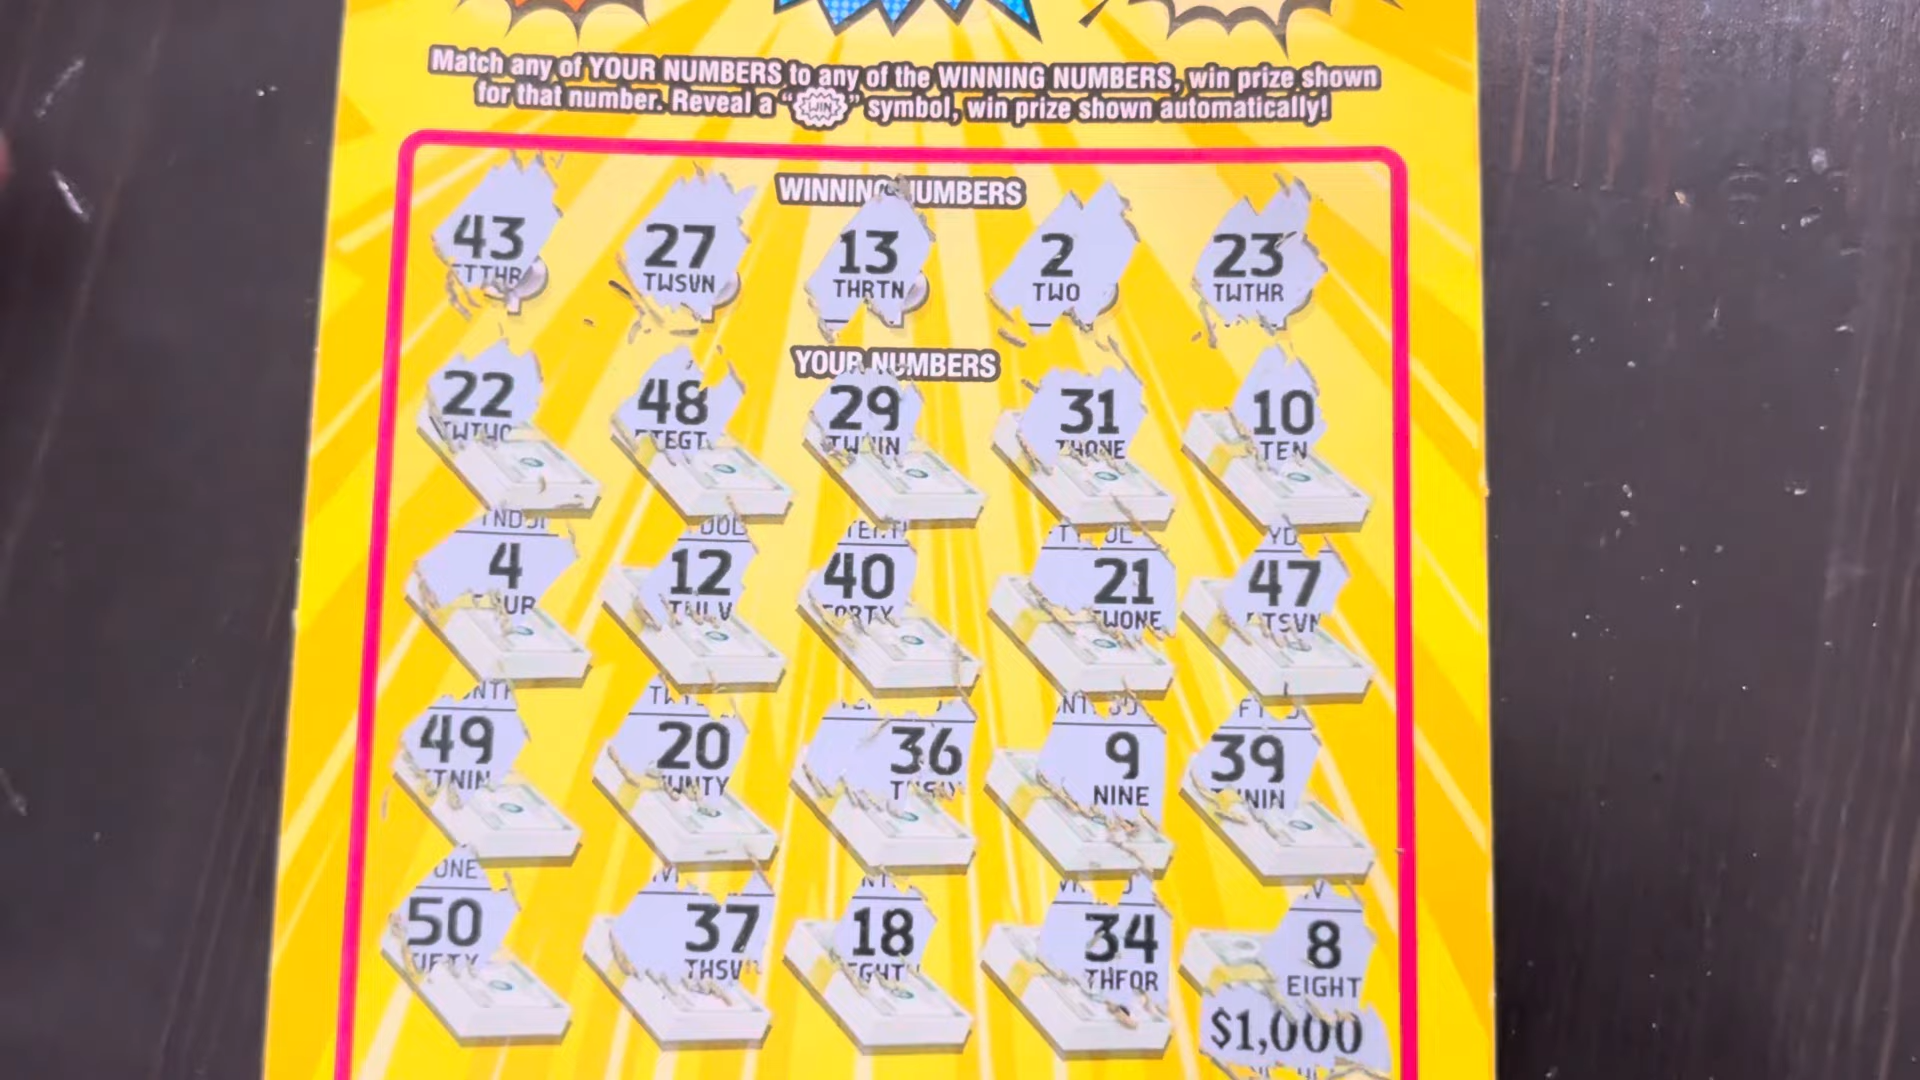 Match any of YOUR NUMBERS to any of the WINNING NUMBERS, win prize shown
for that number. Reveal a "WIN" symbol, win prize shown automatically!
WINNING NUMBERS
43 27 13 2 23
TWSVN THRTN TWO TWTHR
YOUR NUMBERS
22 48 29 31 10
THONE TEN
4 12 40 21 47
FORTY
49 20 36 9 39
NINE
50 37 18 34 8
THFOR EIGHT
$1,000